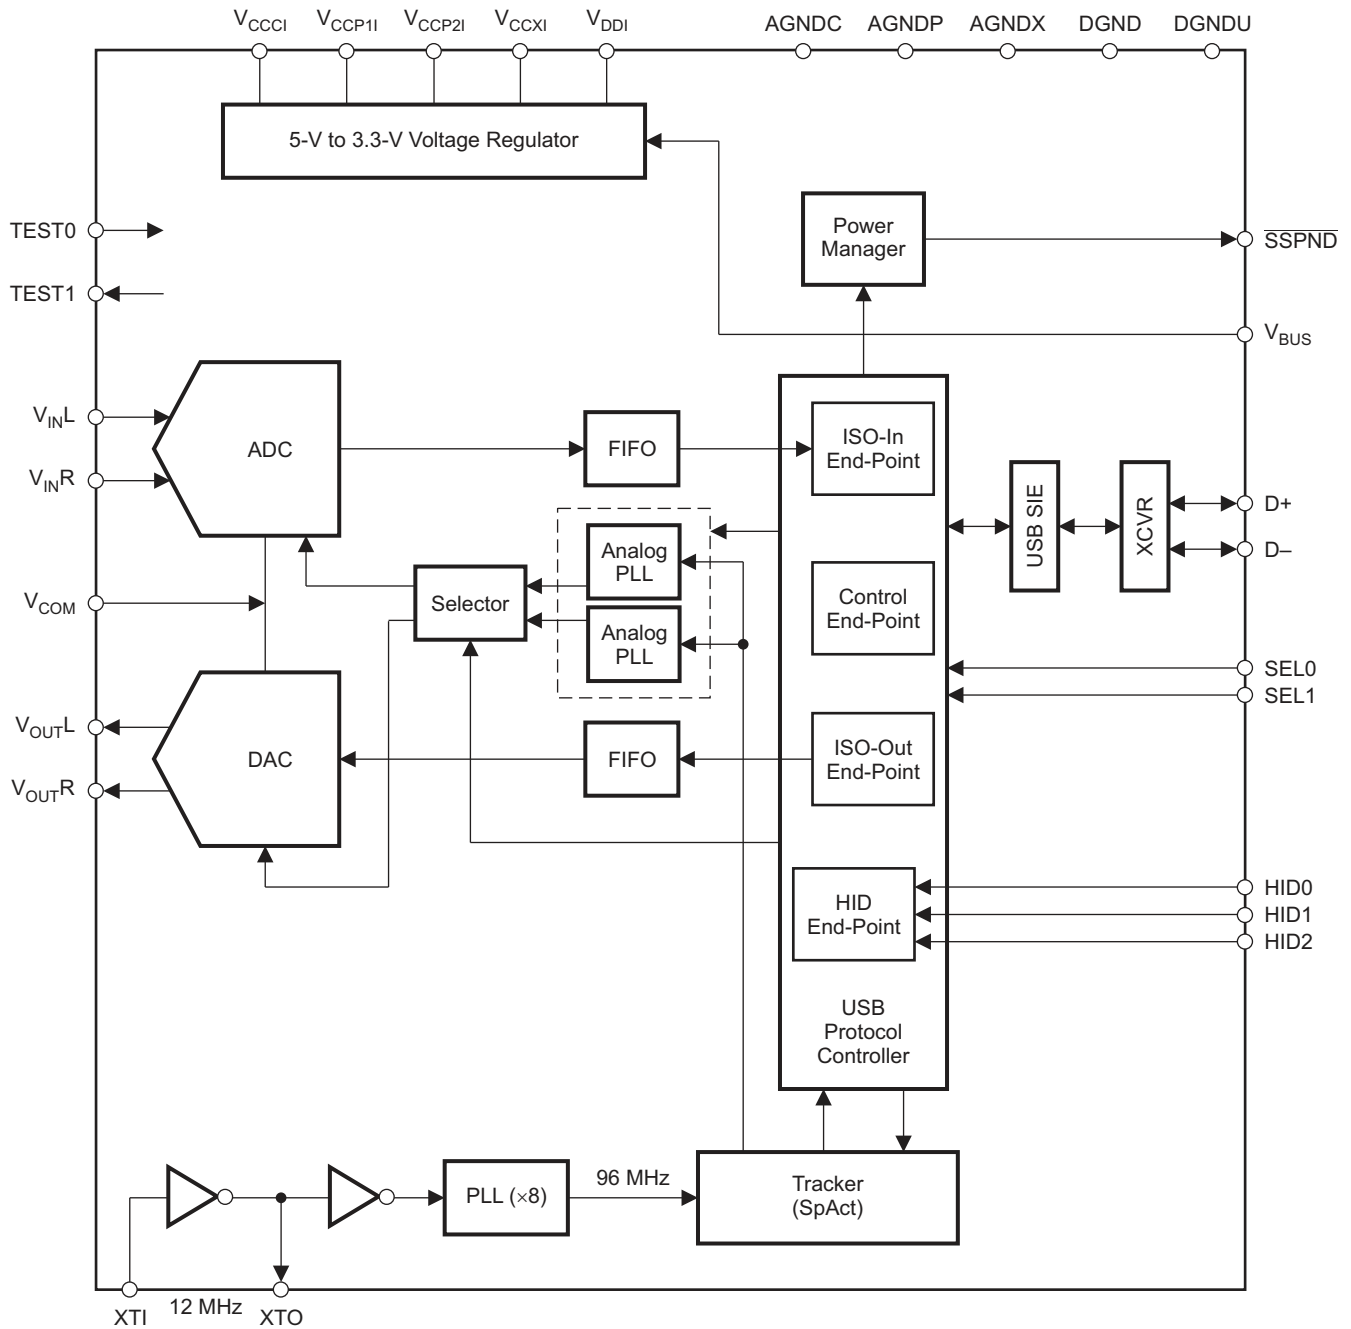 VCCCI VCCP1I VCCP2I VCCXI VDDI AGNDC AGNDP AGNDX DGND DGNDU
5-V to 3.3-V Voltage Regulator
TEST0
Power
Manager
SSPND
TEST1
VBUS
VINL
ADC
FIFO
ISO-In
End-Point
VINR
USB SIE
XCVR
D+
D–
Analog
PLL
Selector
VCOM
Control
End-Point
Analog
PLL
SEL0
SEL1
VOUTL
DAC
FIFO
ISO-Out
End-Point
VOUTR
HID
End-Point
HID0
HID1
HID2
USB
Protocol
Controller
PLL (×8)
96 MHz
Tracker
(SpAct)
XTI
12 MHz
XTO